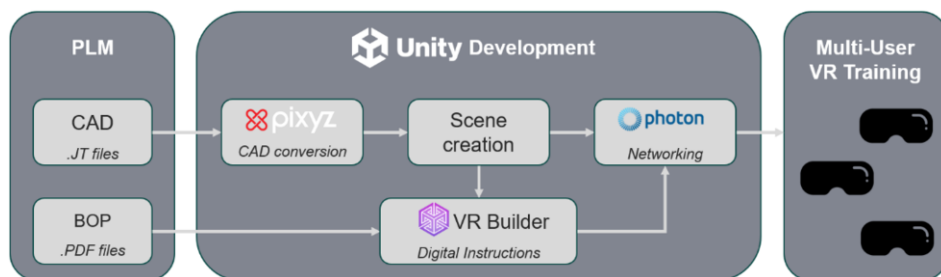 PLM
CAD
.JT files
BOP
.PDF files
Unity Development
pixyz
CAD conversion
Scene
creation
photon
Networking
VR Builder
Digital Instructions
Multi-User
VR Training